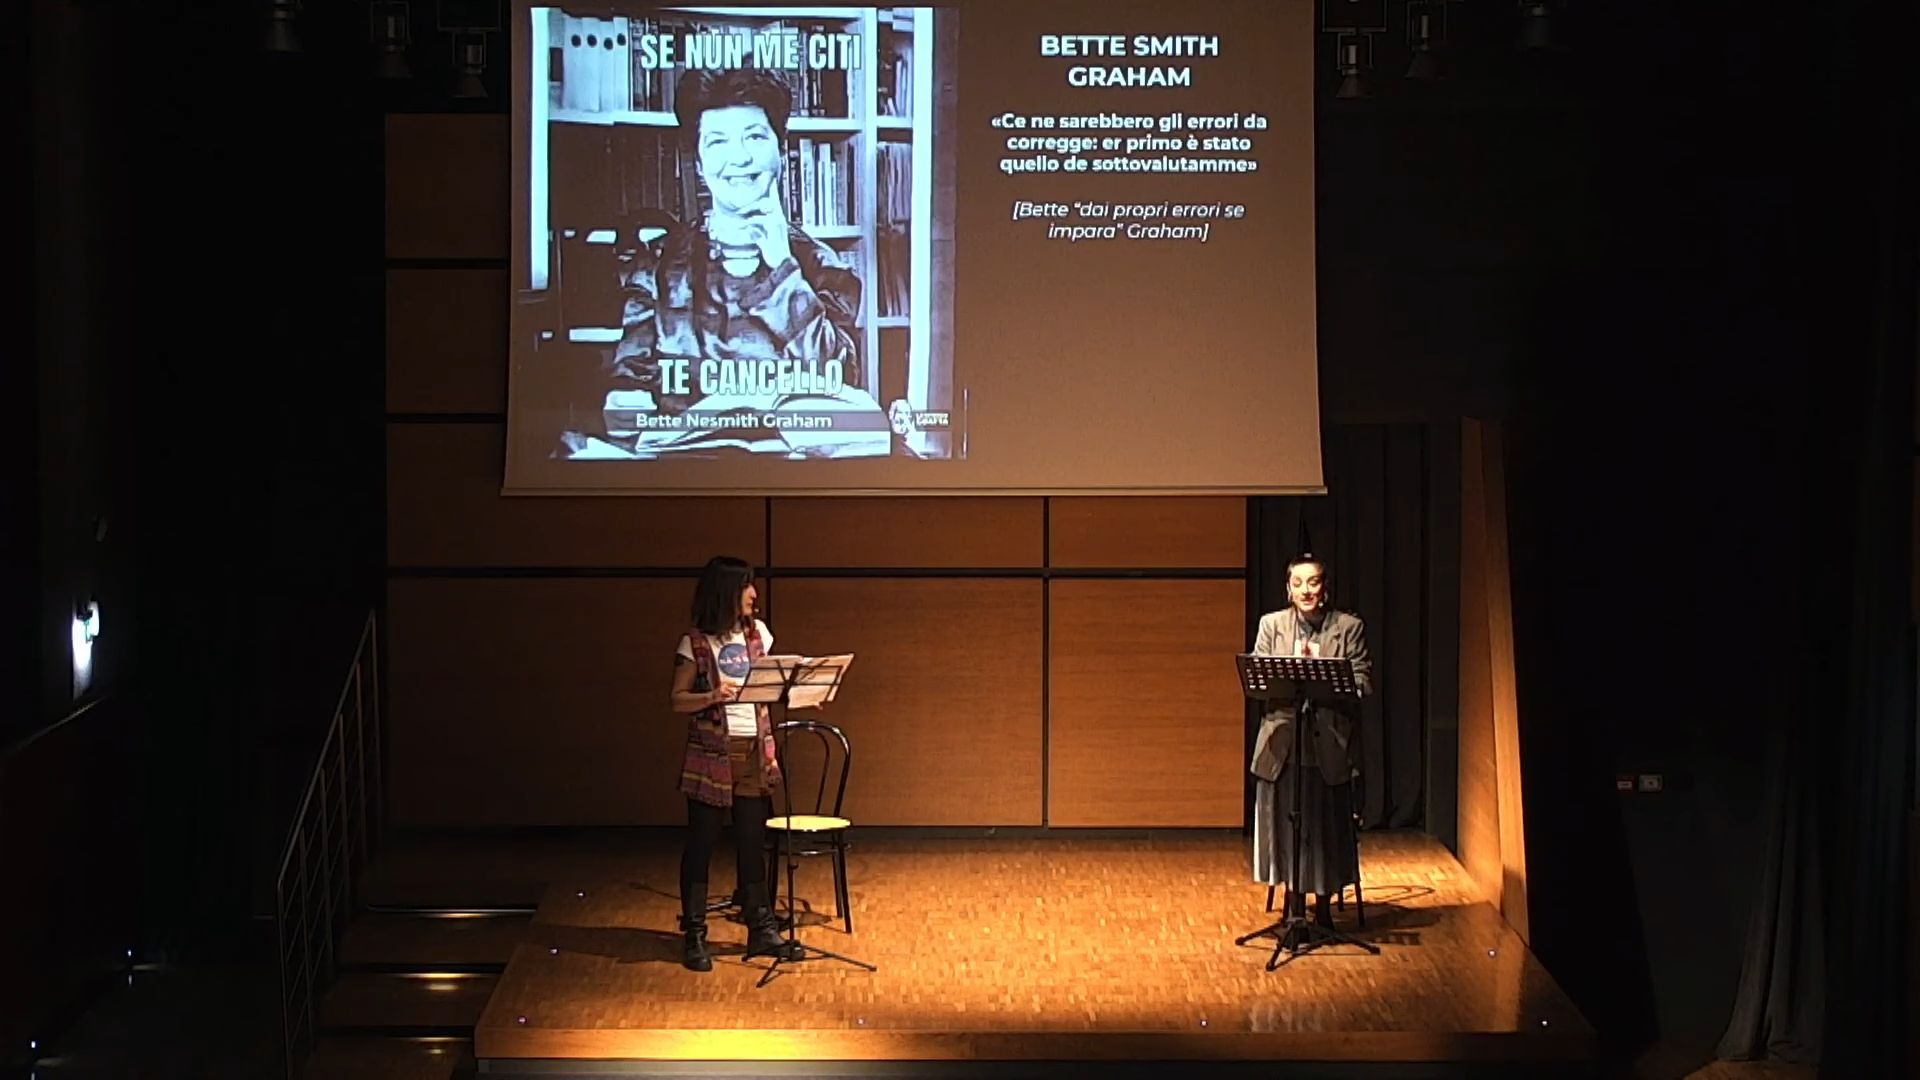 SE NUN ME CITI
TE CANCELLO
Bette Nesmith Graham
BETTE SMITH
GRAHAM
«Ce ne sarebbero gli errori da
corregge: er primo è stato
quello de sottovalutamme»
[Bette “dai propri errori se
impara” Graham]
NASA